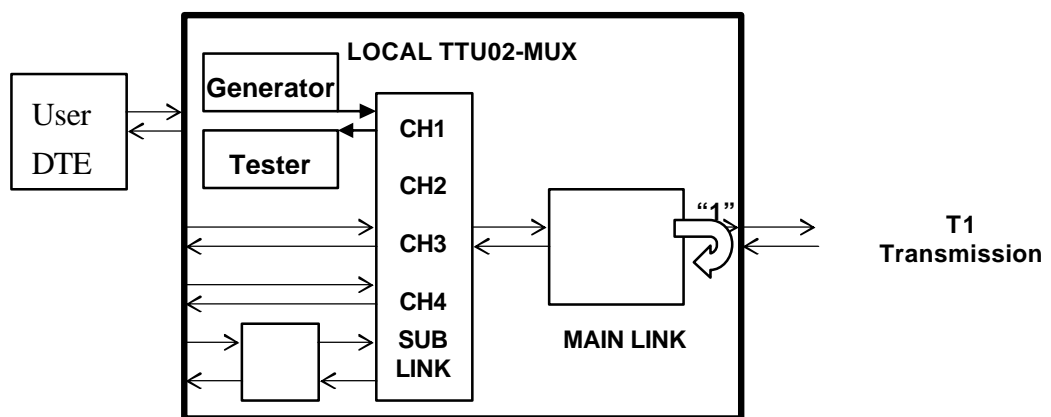 LOCAL TTU02-MUX
Generator
User
DTE
Tester
CH1
CH2
CH3
CH4
SUB
LINK
“1”
MAIN LINK
T1
Transmission